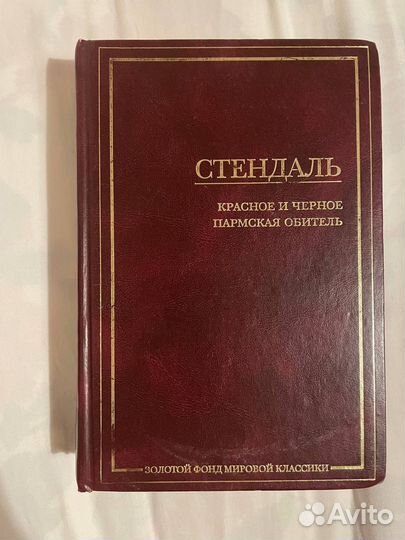 СТЕНДАЛЬ
КРАСНОЕ И ЧЕРНОЕ
ПАРМСКАЯ ОБИТЕЛЬ
ЗОЛОТОЙ ФОНД МИРОВОЙ КЛАССИКИ
Avito